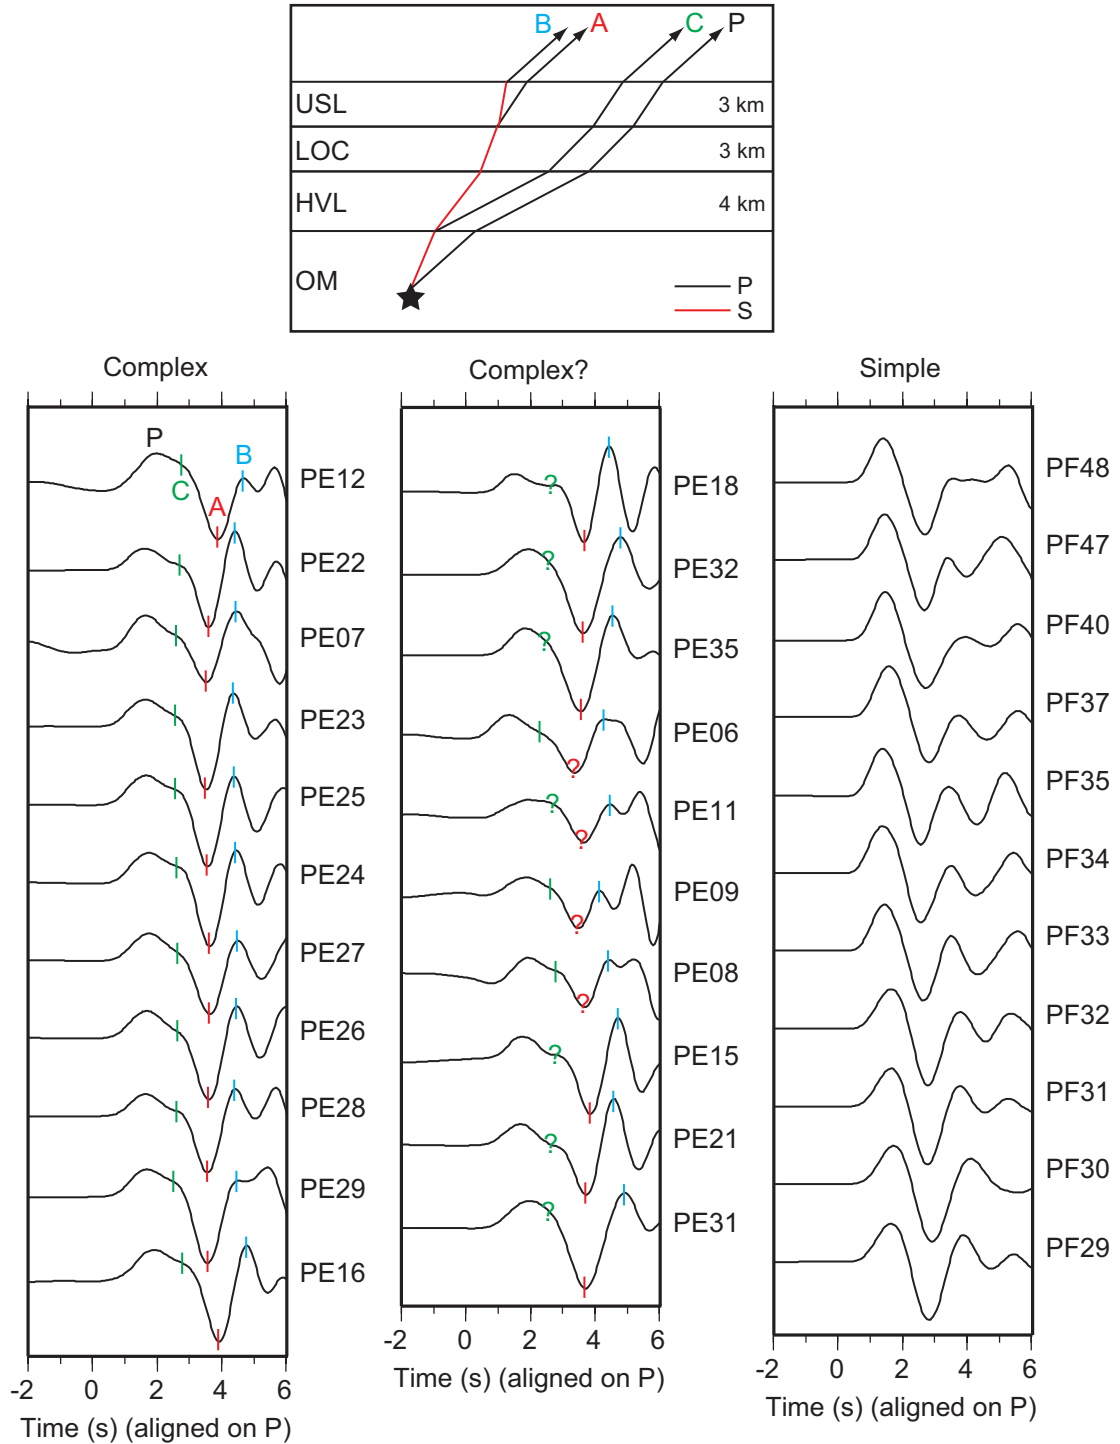 B A C P
USL 3 km
LOC 3 km
HVL 4 km
OM
P
S
Complex
P
C
A
B
PE12
PE22
PE07
PE23
PE25
PE24
PE27
PE26
PE28
PE29
PE16
-2 0 2 4 6
Time (s) (aligned on P)
Complex?
? PE18
? PE32
? PE35
? PE06
? ? PE11
? PE09
? PE08
? PE15
? PE21
? PE31
-2 0 2 4 6
Time (s) (aligned on P)
Simple
PF48
PF47
PF40
PF37
PF35
PF34
PF33
PF32
PF31
PF30
PF29
-2 0 2 4 6
Time (s) (aligned on P)